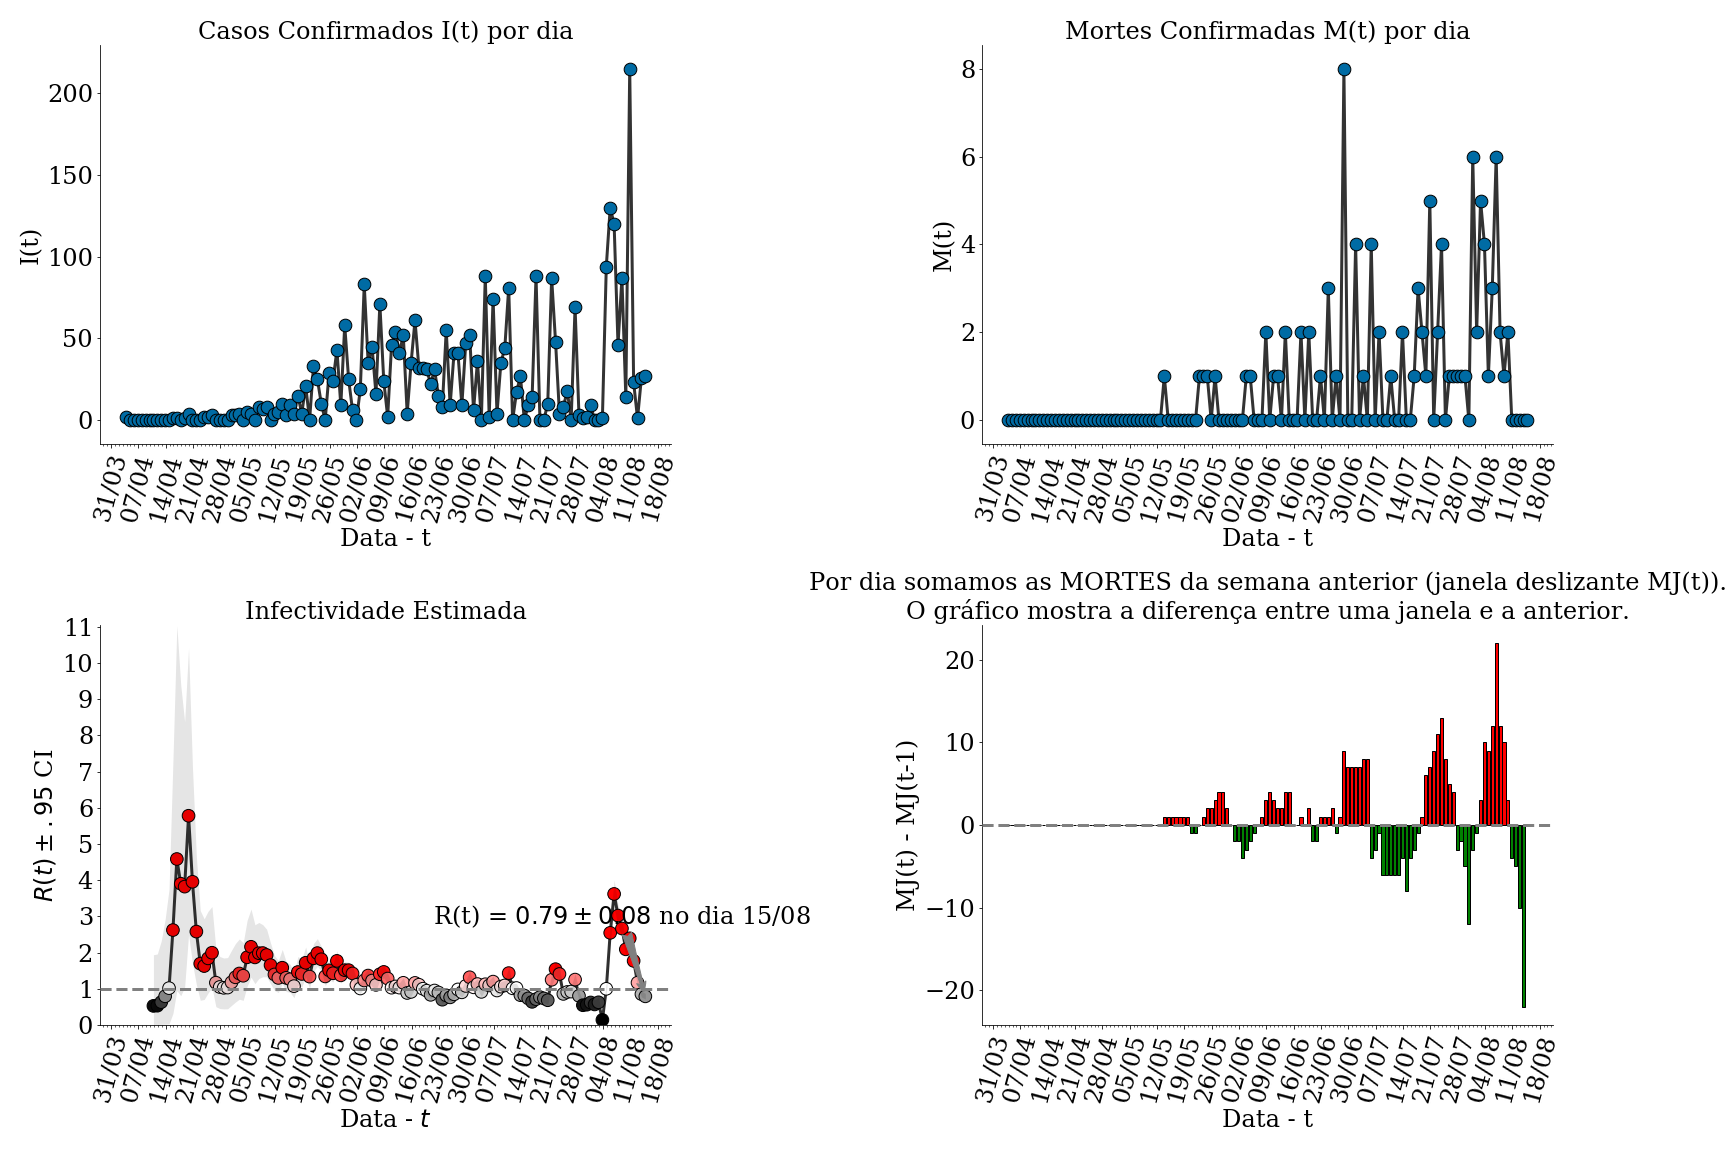 Casos Confirmados I(t) por dia
I(t)
200
150
100
50
0
31/03 07/04 14/04 21/04 28/04 05/05 12/05 19/05 26/05 02/06 09/06 16/06 23/06 30/06 07/07 14/07 21/07 28/07 04/08 11/08 18/08
Data - t
Mortes Confirmadas M(t) por dia
M(t)
8
6
4
2
0
31/03 07/04 14/04 21/04 28/04 05/05 12/05 19/05 26/05 02/06 09/06 16/06 23/06 30/06 07/07 14/07 21/07 28/07 04/08 11/08 18/08
Data - t
Infectividade Estimada
R(t) ± .95 CI
11
10
9
8
7
6
5
4
3
2
1
0
R(t) = 0.79 ± 0.08 no dia 15/08
31/03 07/04 14/04 21/04 28/04 05/05 12/05 19/05 26/05 02/06 09/06 16/06 23/06 30/06 07/07 14/07 21/07 28/07 04/08 11/08 18/08
Data - t
Por dia somamos as MORTES da semana anterior (janela deslizante MJ(t)).
O gráfico mostra a diferença entre uma janela e a anterior.
MJ(t) - MJ(t-1)
20
10
0
−10
−20
31/03 07/04 14/04 21/04 28/04 05/05 12/05 19/05 26/05 02/06 09/06 16/06 23/06 30/06 07/07 14/07 21/07 28/07 04/08 11/08 18/08
Data - t